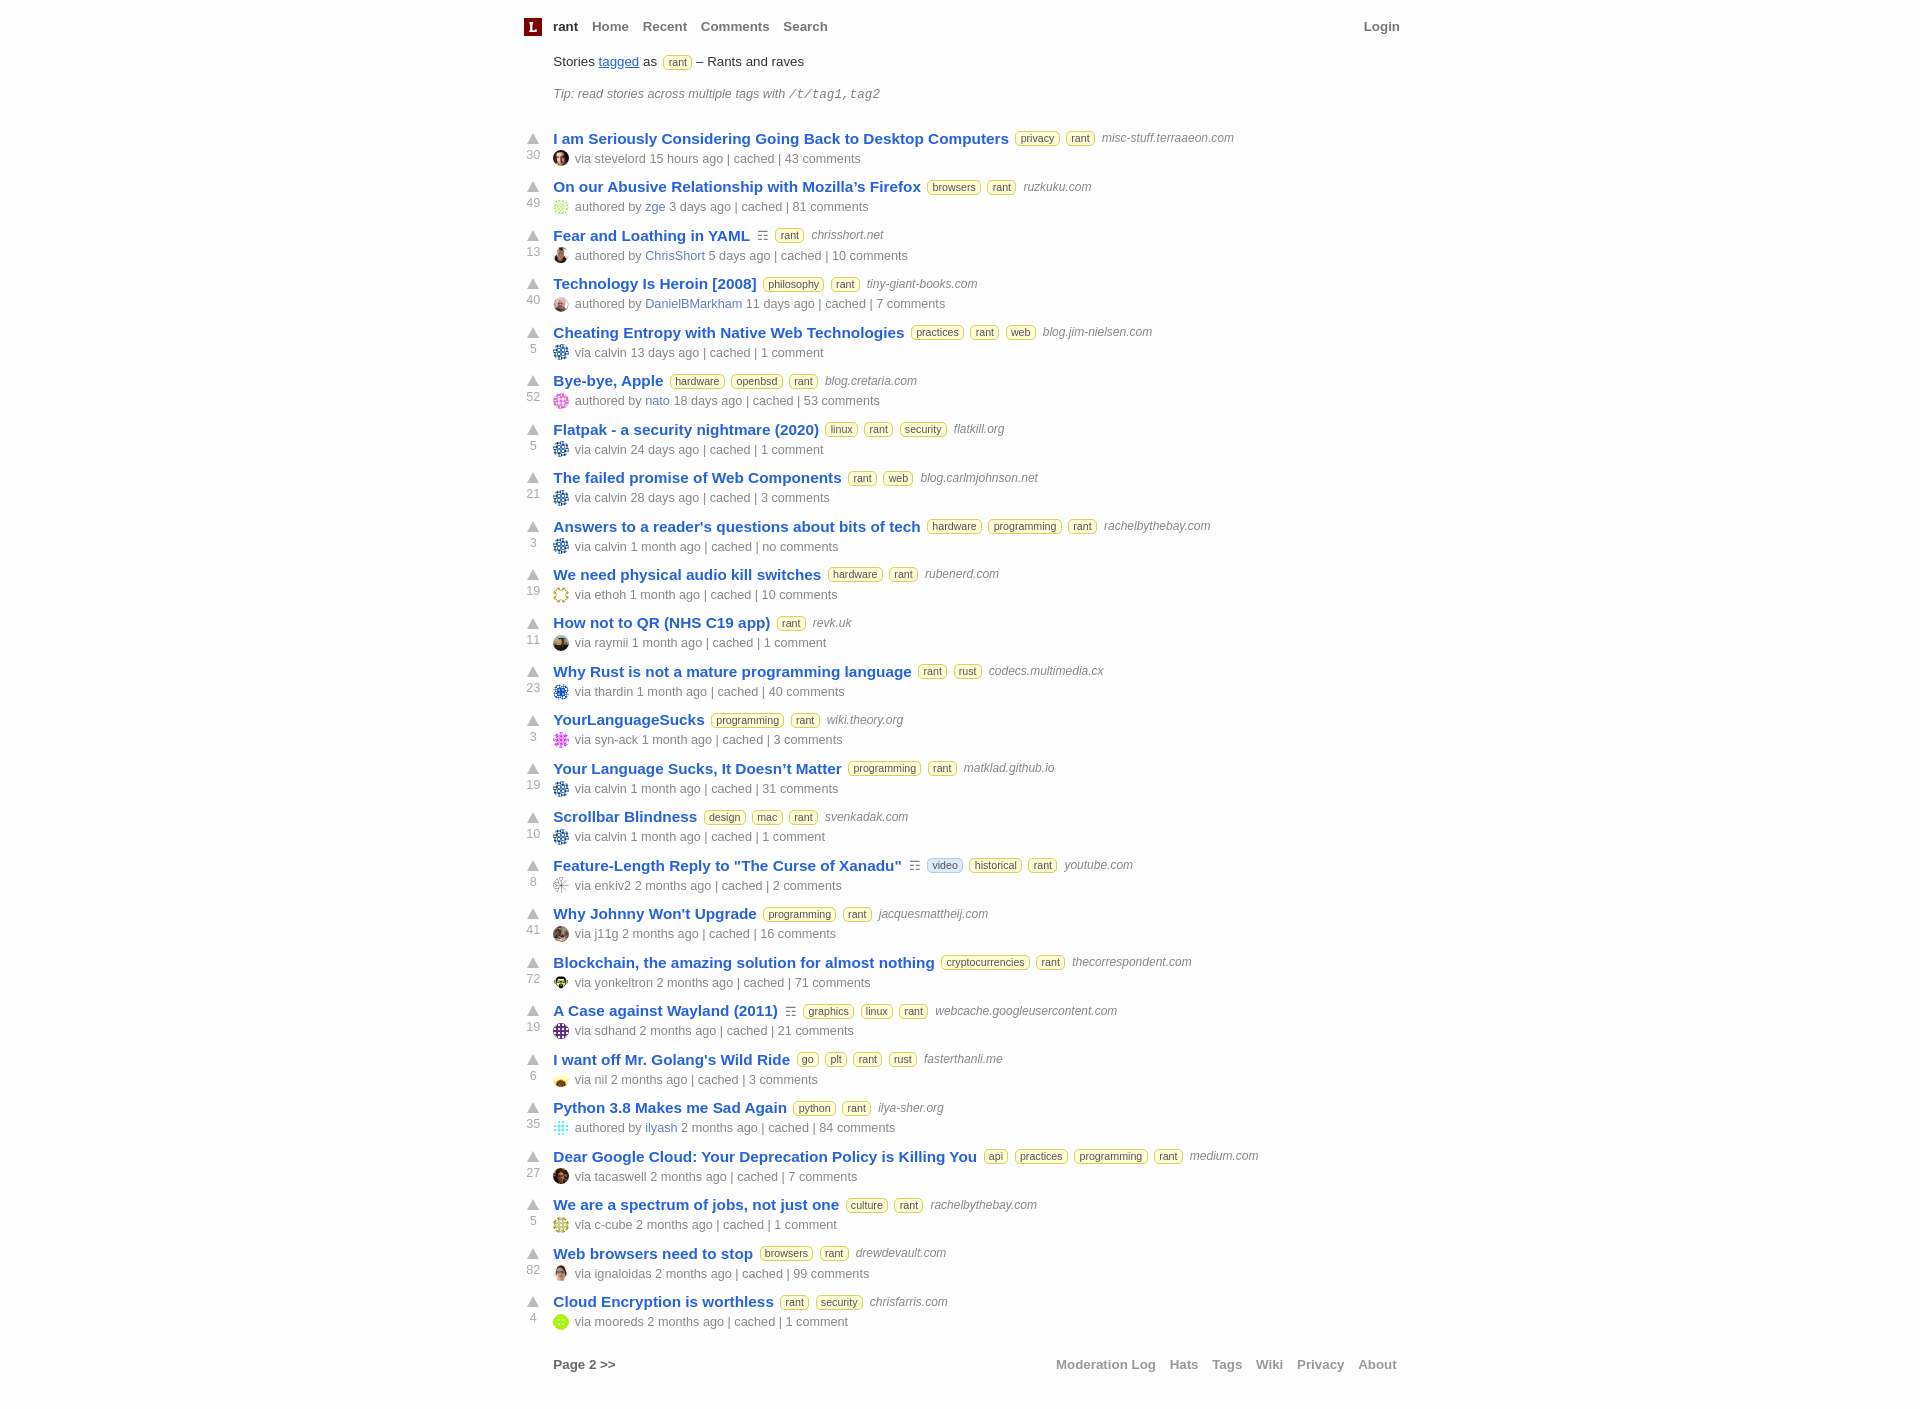 L rant Home Recent Comments Search Login
Stories tagged as rant – Rants and raves
Tip: read stories across multiple tags with /t/tag1,tag2
I am Seriously Considering Going Back to Desktop Computers privacy rant misc-stuff.terraaeon.com
30 via stevelord 15 hours ago | cached | 43 comments
On our Abusive Relationship with Mozilla’s Firefox browsers rant ruzkuku.com
49 authored by zge 3 days ago | cached | 81 comments
Fear and Loathing in YAML ☶ rant chrisshort.net
13 authored by ChrisShort 5 days ago | cached | 10 comments
Technology Is Heroin [2008] philosophy rant tiny-giant-books.com
40 authored by DanielBMarkham 11 days ago | cached | 7 comments
Cheating Entropy with Native Web Technologies practices rant web blog.jim-nielsen.com
5 via calvin 13 days ago | cached | 1 comment
Bye-bye, Apple hardware openbsd rant blog.cretaria.com
52 authored by nato 18 days ago | cached | 53 comments
Flatpak - a security nightmare (2020) linux rant security flatkill.org
5 via calvin 24 days ago | cached | 1 comment
The failed promise of Web Components rant web blog.carlmjohnson.net
21 via calvin 28 days ago | cached | 3 comments
Answers to a reader's questions about bits of tech hardware programming rant rachelbythebay.com
3 via calvin 1 month ago | cached | no comments
We need physical audio kill switches hardware rant rubenerd.com
19 via ethoh 1 month ago | cached | 10 comments
How not to QR (NHS C19 app) rant revk.uk
11 via raymii 1 month ago | cached | 1 comment
Why Rust is not a mature programming language rant rust codecs.multimedia.cx
23 via thardin 1 month ago | cached | 40 comments
YourLanguageSucks programming rant wiki.theory.org
3 via syn-ack 1 month ago | cached | 3 comments
Your Language Sucks, It Doesn’t Matter programming rant matklad.github.io
19 via calvin 1 month ago | cached | 31 comments
Scrollbar Blindness design mac rant svenkadak.com
10 via calvin 1 month ago | cached | 1 comment
Feature-Length Reply to "The Curse of Xanadu" ☶ video historical rant youtube.com
8 via enkiv2 2 months ago | cached | 2 comments
Why Johnny Won't Upgrade programming rant jacquesmattheij.com
41 via j11g 2 months ago | cached | 16 comments
Blockchain, the amazing solution for almost nothing cryptocurrencies rant thecorrespondent.com
72 via yonkeltron 2 months ago | cached | 71 comments
A Case against Wayland (2011) ☶ graphics linux rant webcache.googleusercontent.com
19 via sdhand 2 months ago | cached | 21 comments
I want off Mr. Golang's Wild Ride go plt rant rust fasterthanli.me
6 via nil 2 months ago | cached | 3 comments
Python 3.8 Makes me Sad Again python rant ilya-sher.org
35 authored by ilyash 2 months ago | cached | 84 comments
Dear Google Cloud: Your Deprecation Policy is Killing You api practices programming rant medium.com
27 via tacaswell 2 months ago | cached | 7 comments
We are a spectrum of jobs, not just one culture rant rachelbythebay.com
5 via c-cube 2 months ago | cached | 1 comment
Web browsers need to stop browsers rant drewdevault.com
82 via ignaloidas 2 months ago | cached | 99 comments
Cloud Encryption is worthless rant security chrisfarris.com
4 via mooreds 2 months ago | cached | 1 comment
Page 2 >> Moderation Log Hats Tags Wiki Privacy About